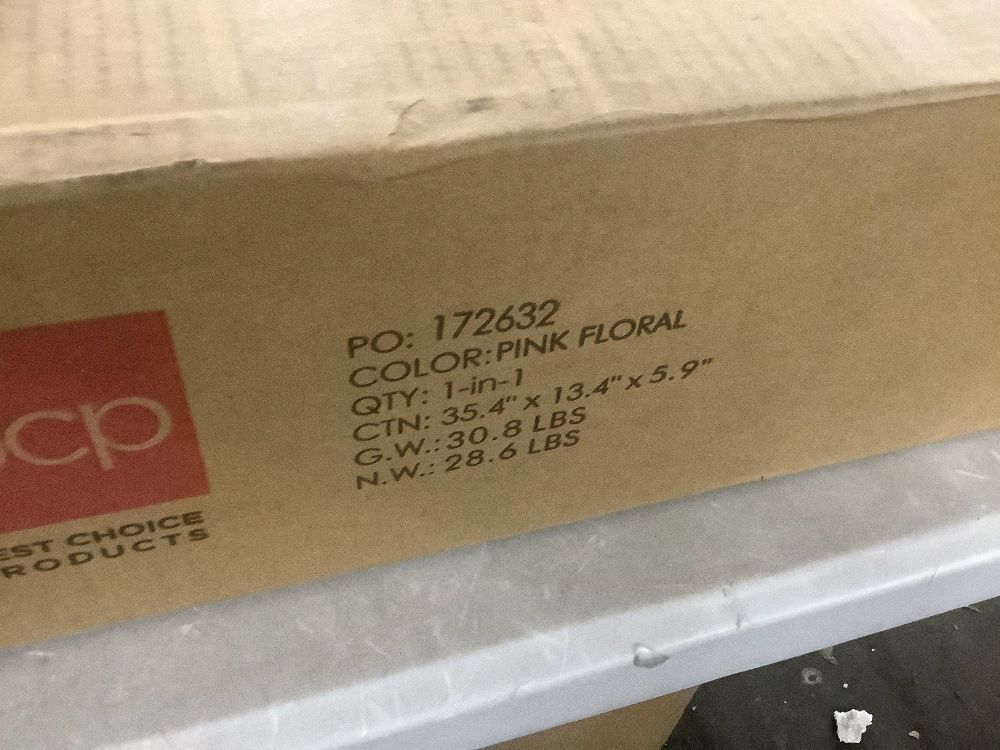 PO: 172632
COLOR:PINK FLORAL
QTY: 1-in-1
CTN: 35.4" x 13.4" x 5.9"
G.W.: 30.8 LBS
N.W.: 28.6 LBS
cp
EST CHOICE
RODUCTS